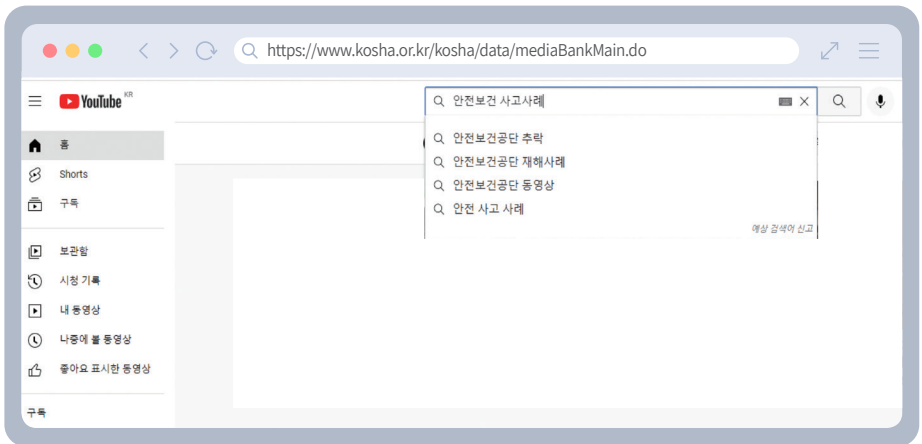 https://www.kosha.or.kr/kosha/data/mediaBankMain.do
YouTube KR
안전보건 사고사례
안전보건공단 추락
안전보건공단 재해사례
안전보건공단 동영상
안전 사고 사례
예상 검색어 신고
홈
Shorts
구독
보관함
시청 기록
내 동영상
나중에 볼 동영상
좋아요 표시한 동영상
구독